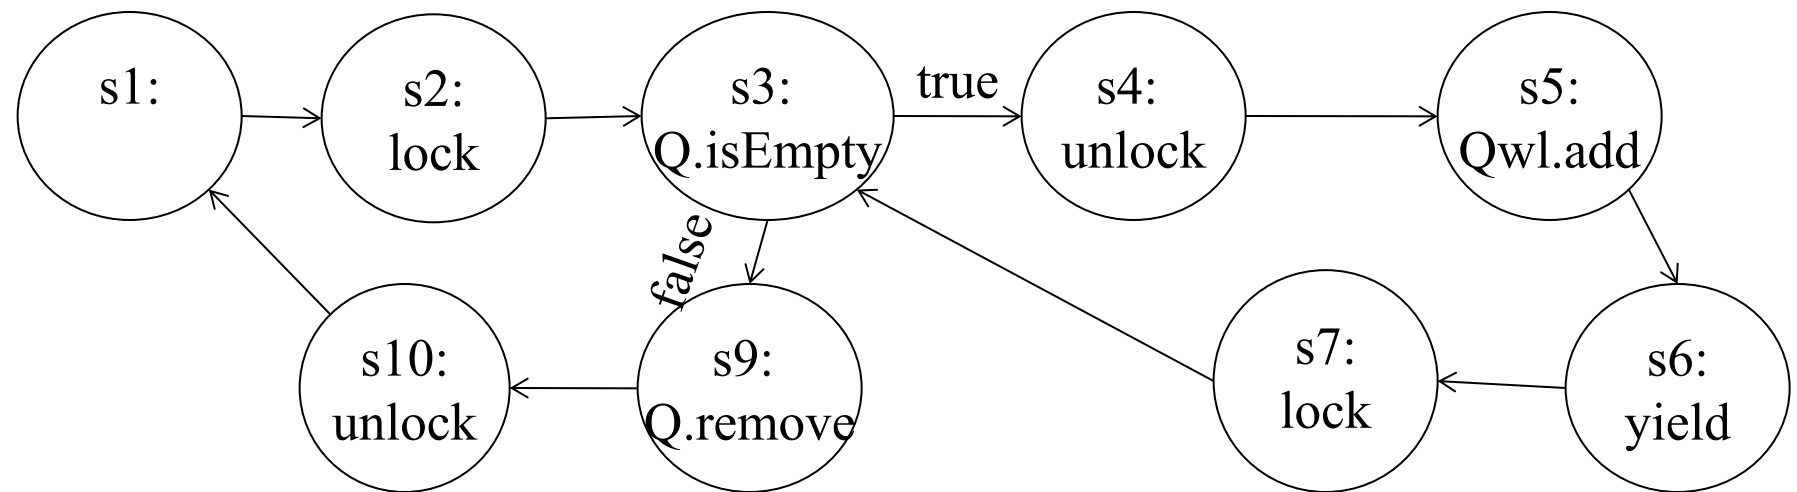 s1:
s2:
lock
s3:
Q.isEmpty
true
s4:
unlock
s5:
Qwl.add
false
s10:
unlock
s9:
Q.remove
s7:
lock
s6:
yield